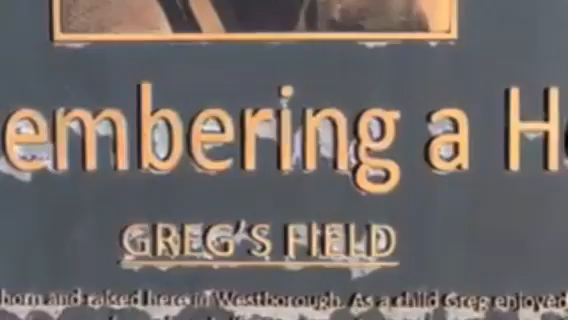 embering a H
GREG'S FIELD
born and raised here in Westborough. As a child Greg enjoyed